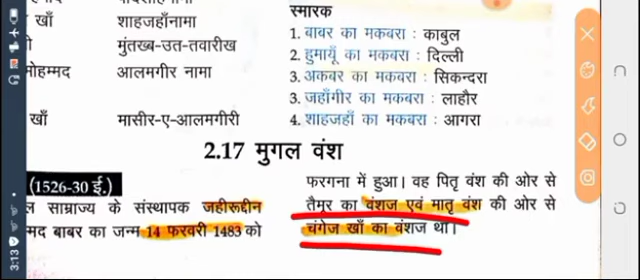 स्मारक
खाँ
शाहजहाँनामा
मुंतख्ब-उत-तवारीख
मोहम्मद
आलमगीर नामा
खाँ
मासीर-ए-आलमगीरी
1. बाबर का मकबरा : काबुल
2. हुमायूँ का मकबरा : दिल्ली
3. अकबर का मकबरा : सिकन्दरा
3. जहाँगीर का मकबरा : लाहौर
4. शाहजहाँ का मकबरा : आगरा
2.17 मुगल वंश
(1526-30 ई.)
साम्राज्य के संस्थापक जहीरूद्दीन
बाबर का जन्म 14 फरवरी 1483 को
फरगना में हुआ। वह पितृ वंश की ओर से
तैमूर का वंशज एवं मातृ वंश की ओर से
चंगेज खाँ का वंशज था।
3:13